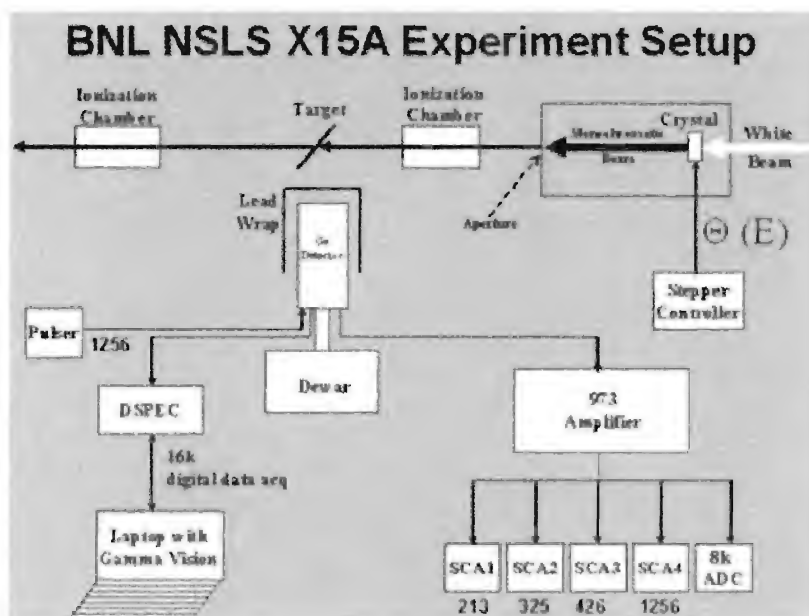 BNL NSLS X15A Experiment Setup
Ionization
Chamber
Target
Ionization
Chamber
Crystal
Monochromatic
Beam
White
Beam
Lead
Wrap
Ge
Detector
Aperture
Θ (E)
Stepper
Controller
Pulser
1256
Dewar
DSPEC
973
Amplifier
16k
digital data acq
Laptop with
Gamma Vision
SCA1
SCA2
SCA3
SCA4
8k
ADC
213
325
426
1256